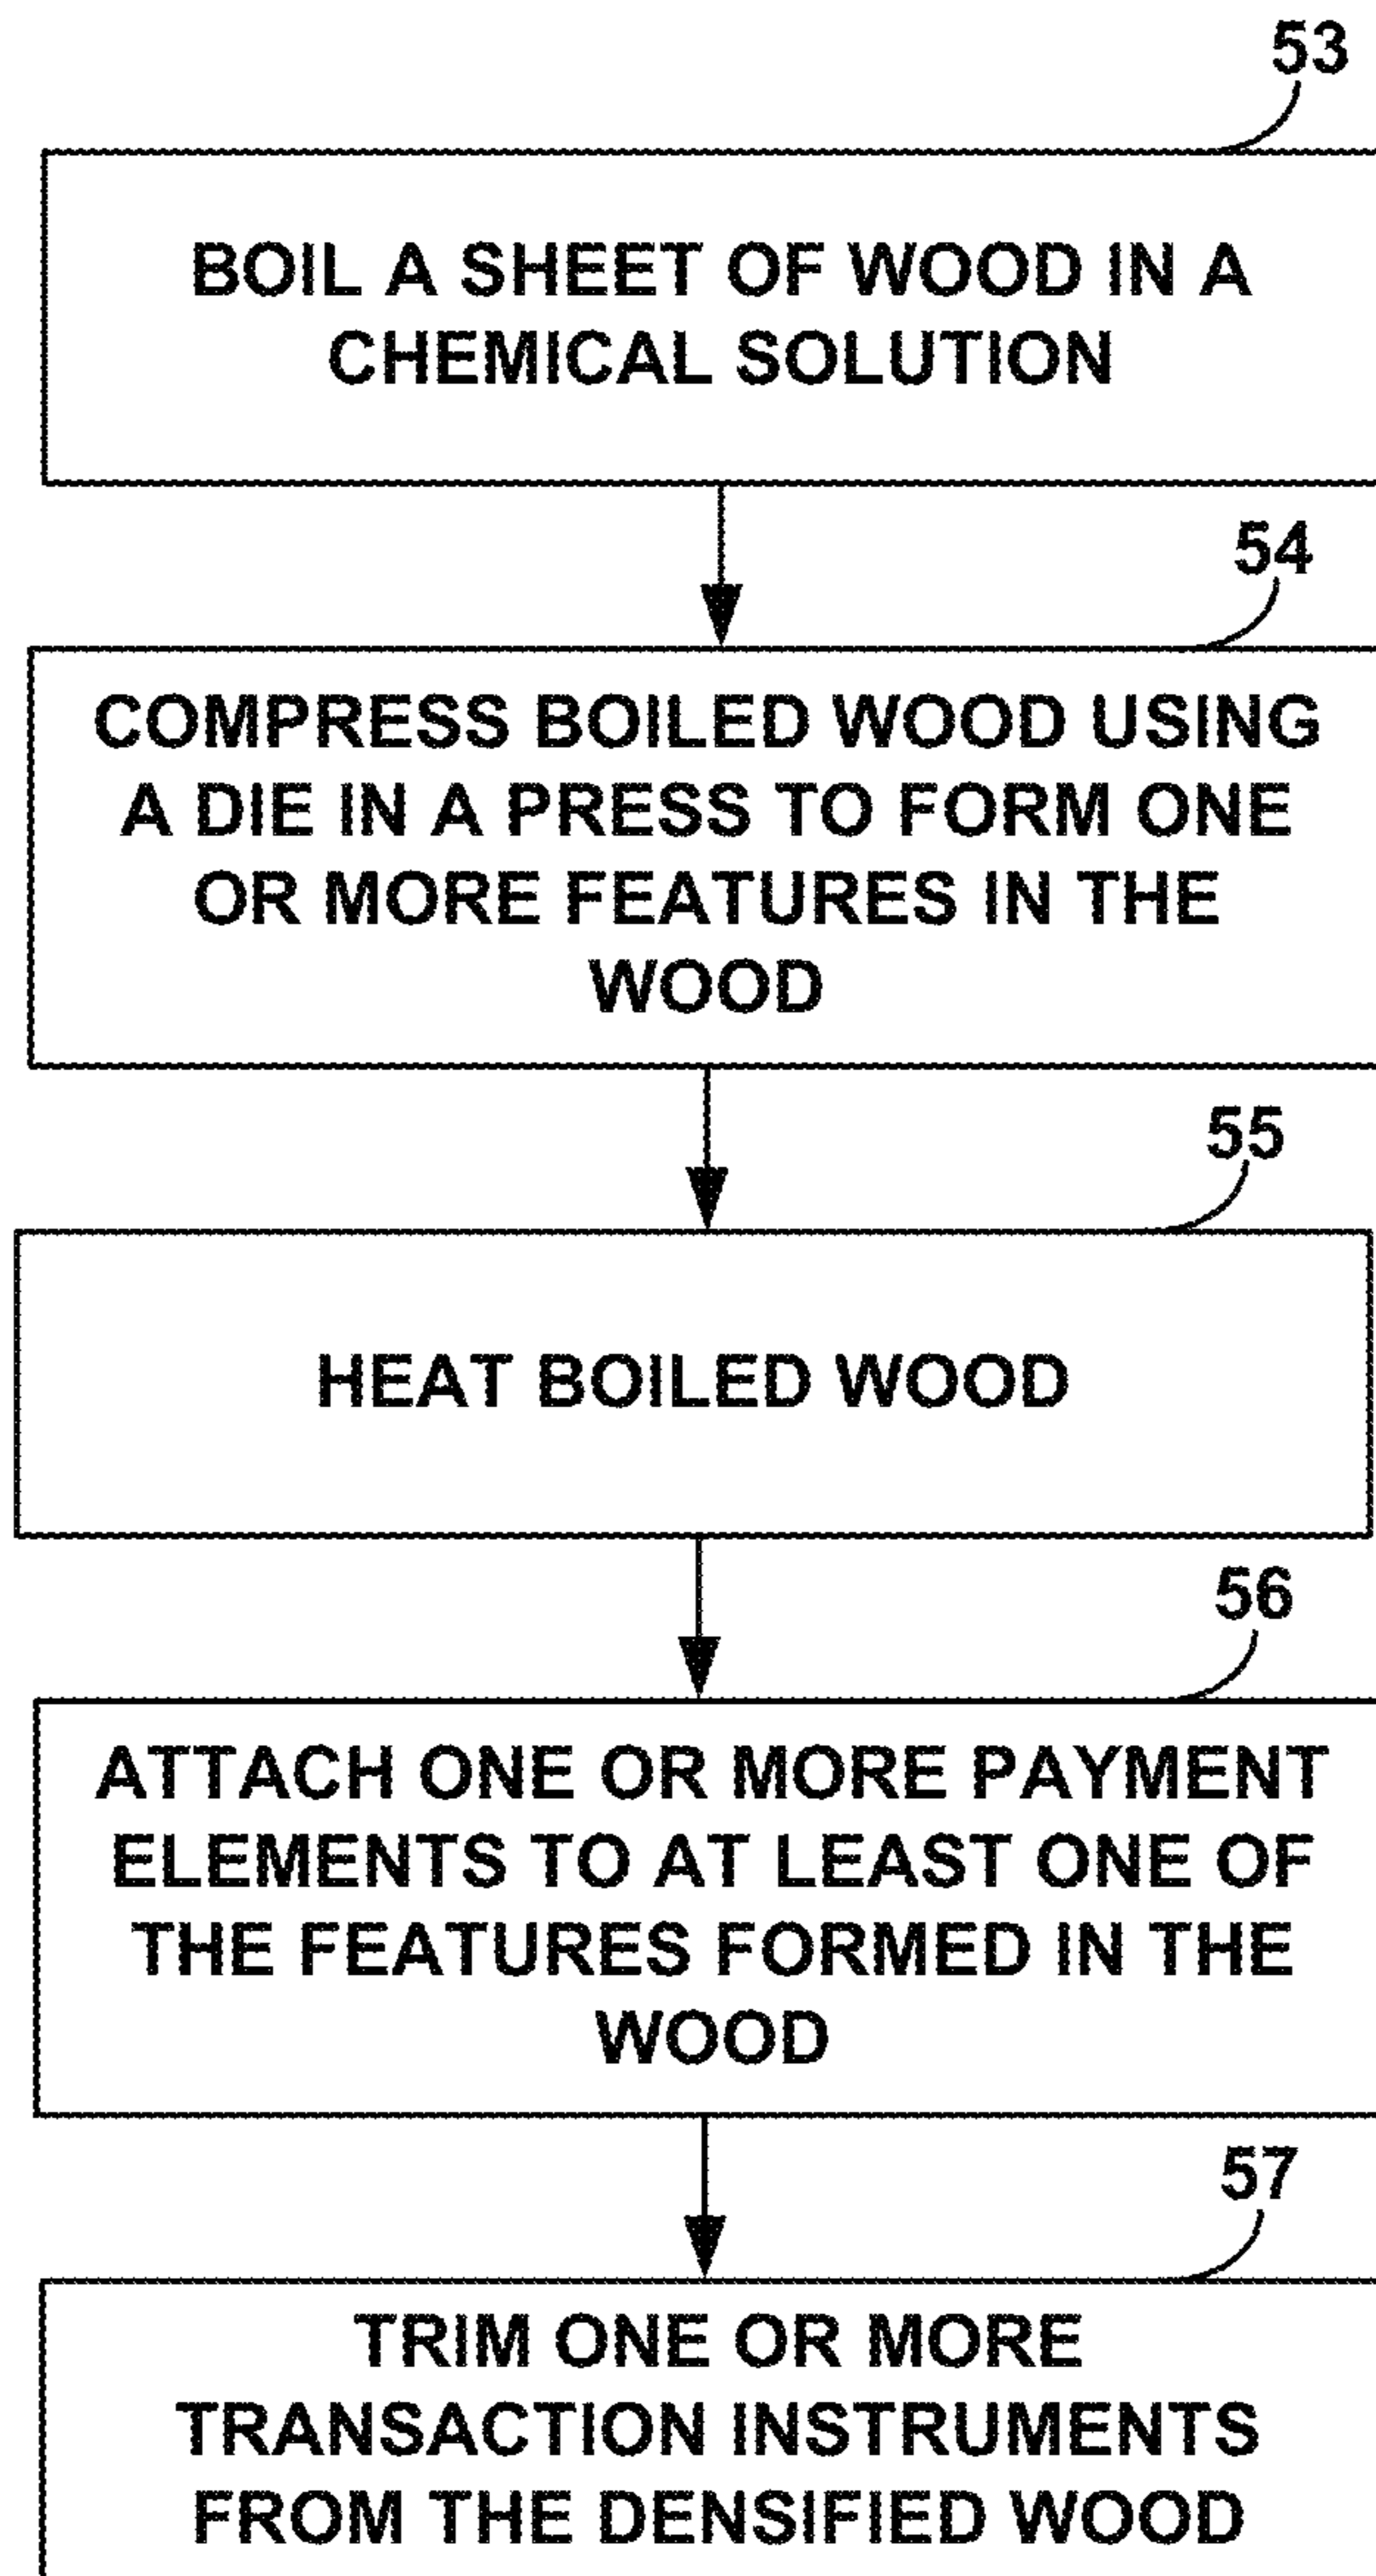 53
BOIL A SHEET OF WOOD IN A
CHEMICAL SOLUTION
54
COMPRESS BOILED WOOD USING
A DIE IN A PRESS TO FORM ONE
OR MORE FEATURES IN THE
WOOD
55
HEAT BOILED WOOD
56
ATTACH ONE OR MORE PAYMENT
ELEMENTS TO AT LEAST ONE OF
THE FEATURES FORMED IN THE
WOOD
57
TRIM ONE OR MORE
TRANSACTION INSTRUMENTS
FROM THE DENSIFIED WOOD